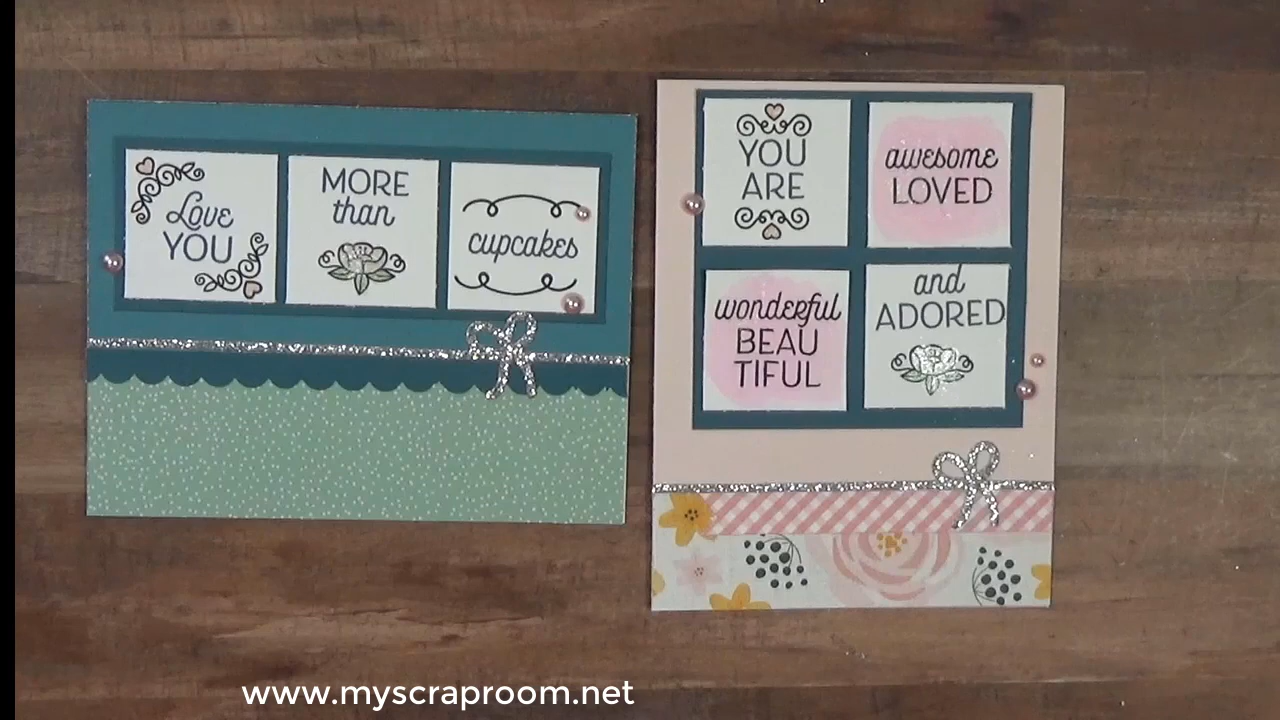 Love
YOU
MORE
than
cupcakes
YOU
ARE
awesome
LOVED
wonderful
BEAU
TIFUL
and
ADORED
www.myscraproom.net